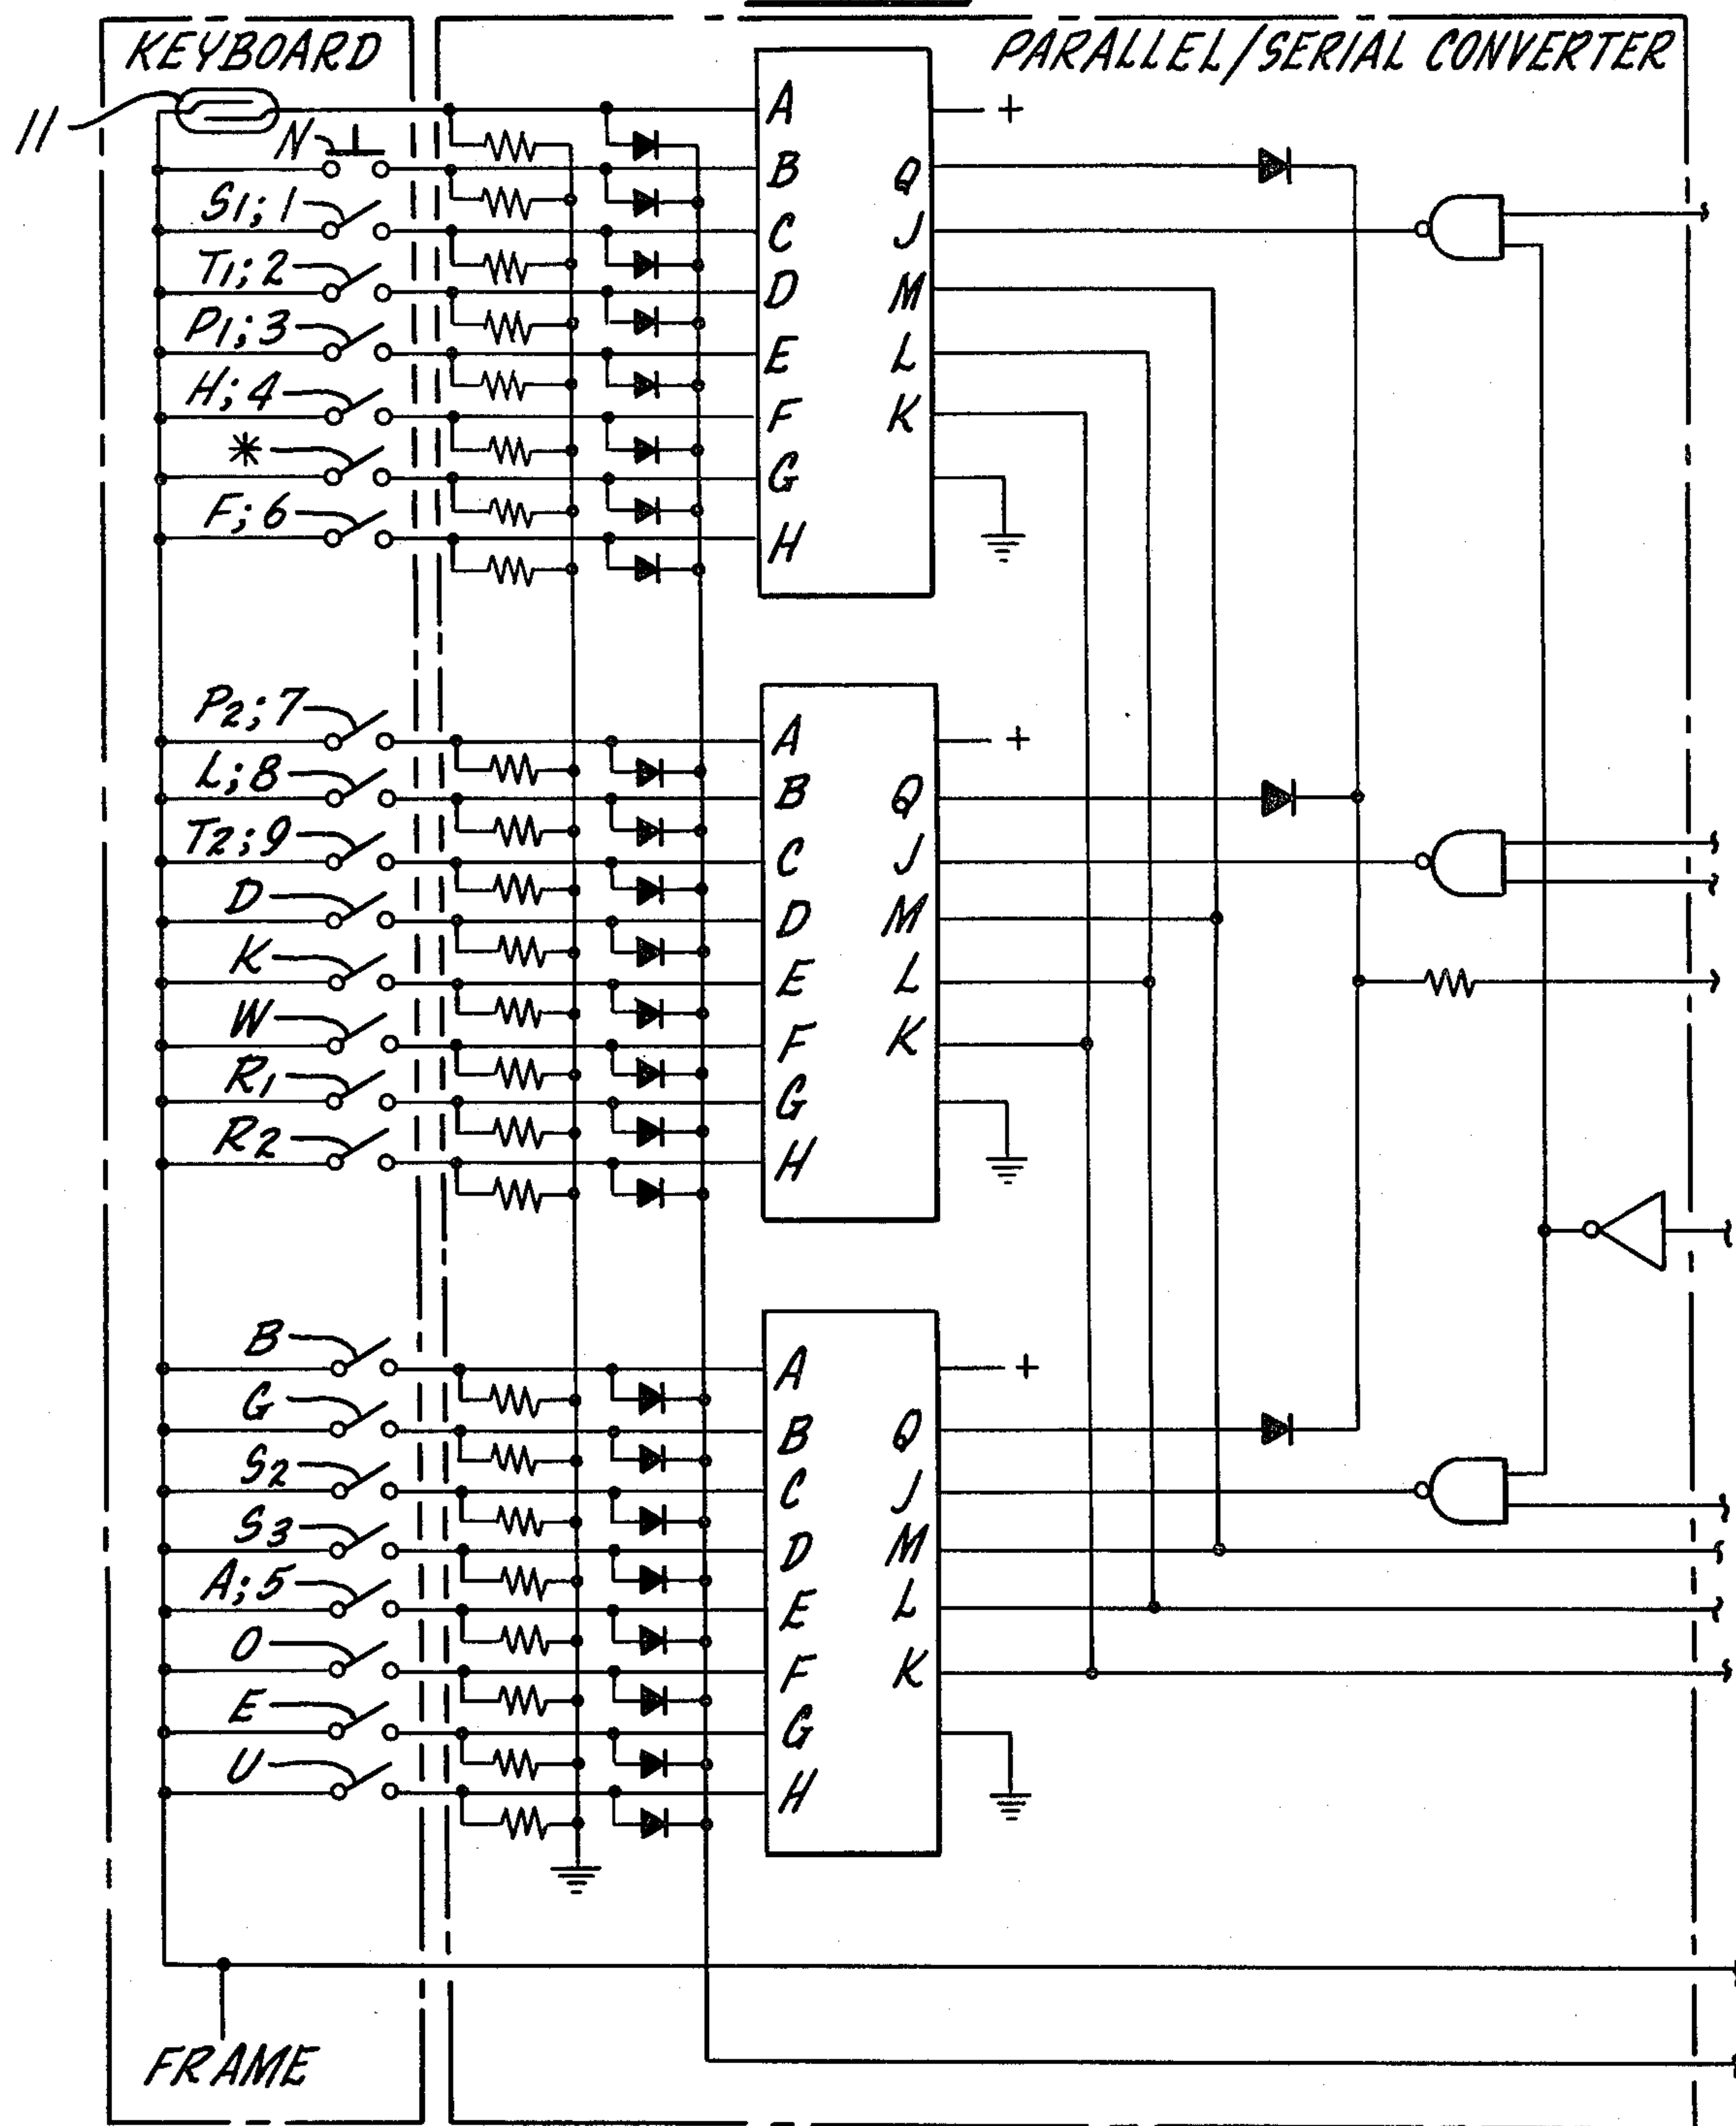 KEYBOARD
PARALLEL/SERIAL CONVERTER
11
N
S1;1
T1;2
P1;3
H;4
*
F;6
A
B
C
D
E
F
G
H
+
Q
J
M
L
K
P2;7
L;8
T2;9
D
K
W
R1
R2
A
B
C
D
E
F
G
H
+
Q
J
M
L
K
B
G
S2
S3
A;5
O
E
U
A
B
C
D
E
F
G
H
+
Q
J
M
L
K
FRAME